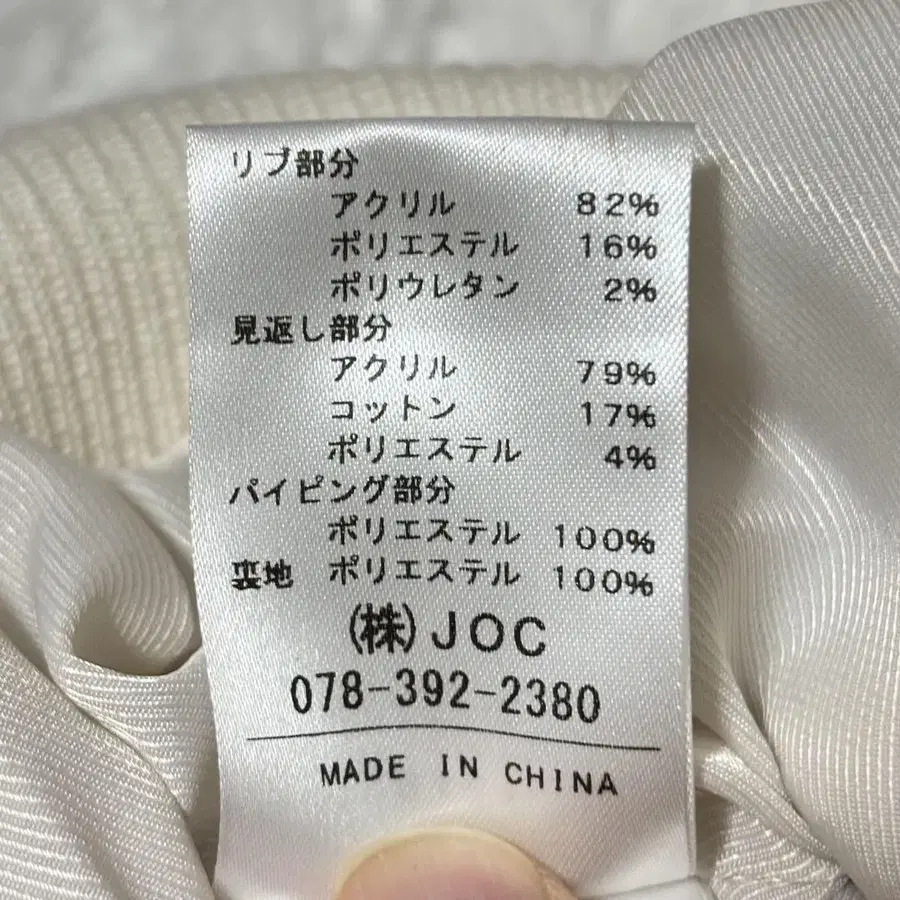 リブ部分
アクリル 82%
ポリエステル 16%
ポリウレタン 2%
見返し部分
アクリル 79%
コットン 17%
ポリエステル 4%
パイピング部分
ポリエステル 100%
裏地 ポリエステル 100%
(株)JOC
078-392-2380
MADE IN CHINA